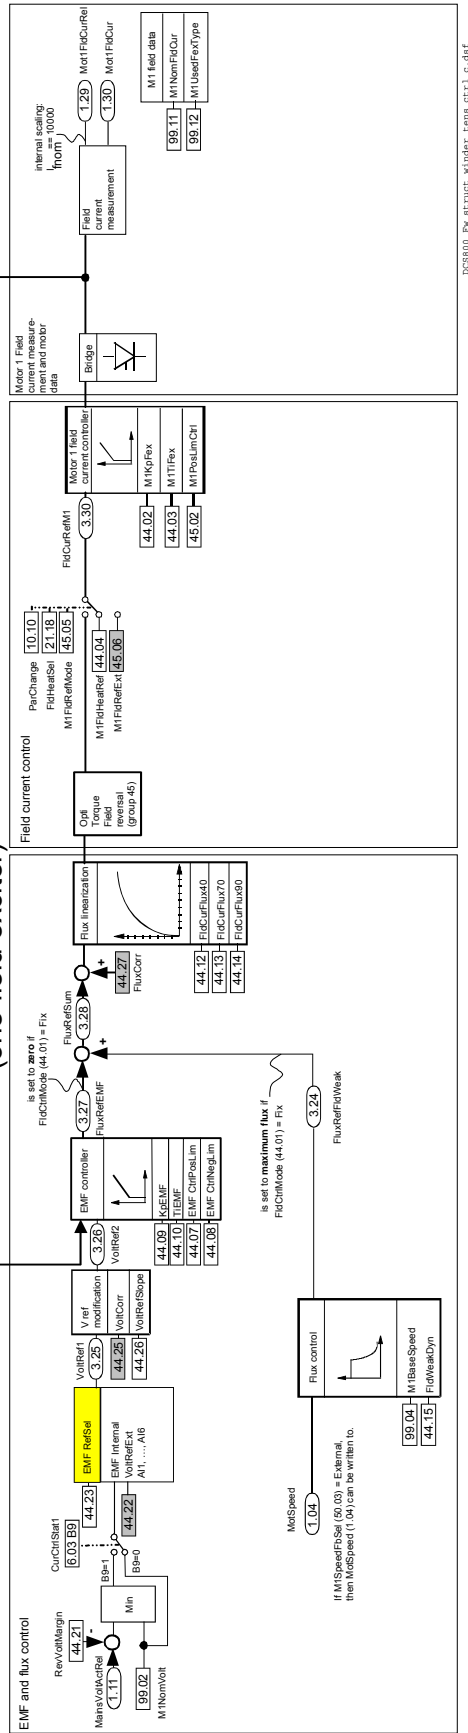 (one field exciter)
EMF and flux control
RevVoltMargin
44.21
-
MainsVoltActRel
1.11
99.02
M1NomVolt
Min
CurCtrlStat1
6.03 B9
B9=1
B9=0
44.23
EMF RefSel
EMF Internal
VoltRefExt
AI1, ..., AI6
44.22
VoltRef1
3.25
V ref
modification
44.25
VoltCorr
44.26
VoltRefSlope
3.26
VoltRef2
EMF controller
44.09
KpEMF
44.10
TiEMF
44.07
EMF CtrlPosLim
44.08
EMF CtrlNegLim
is set to zero if
FldCtrlMode (44.01) = Fix
3.27
FluxRefEMF
+
FluxRefSum
3.28
+
44.27
FluxCorr
Flux linearization
44.12
FldCurFlux40
44.13
FldCurFlux70
44.14
FldCurFlux90
MotSpeed
1.04
If M1SpeedFbSel (50.03) = External,
then MotSpeed (1.04) can be written to.
Flux control
99.04
M1BaseSpeed
44.15
FldWeakDyn
is set to maximum flux if
FldCtrlMode (44.01) = Fix
3.24
FluxRefFldWeak
Field current control
Opti
Torque
Field
reversal
(group 45)
ParChange
10.10
FldHeatSel
21.18
M1FldRefMode
45.05
M1FldHeatRef
44.04
M1FldRefExt
45.06
FldCurRefM1
3.30
Motor 1 field
current controller
44.02
M1KpFex
44.03
M1TiFex
45.02
M1PosLimCtrl
Motor 1 Field
current measure-
ment and motor
data
Bridge
Field
current
measurement
internal scaling:
I == 10000
fnom
1.29
Mot1FldCurRel
1.30
Mot1FldCur
M1 field data
99.11
M1NomFldCur
99.12
M1UsedFexType
DCS800_Fw_struct_winder_tens_ctrl_c.dsf